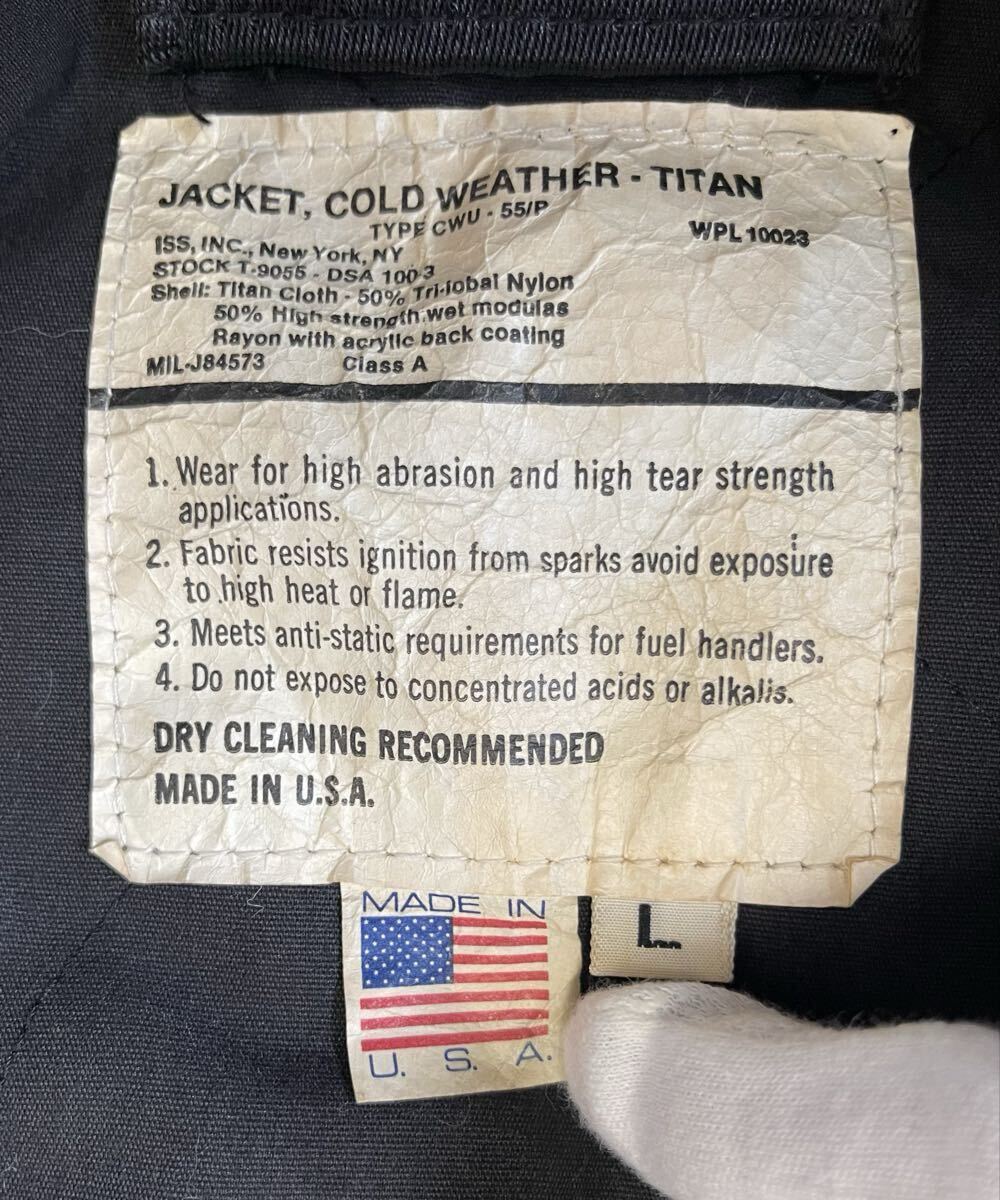 JACKET, COLD WEATHER - TITAN
TYPE CWU - 55/P
WPL 10023
ISS, INC., New York, NY
STOCK T-9055 - DSA 100-3
Shell: Titan Cloth - 50% Tri-lobal Nylon
50% High strength wet modulas
Rayon with acrylic back coating
MIL-J84573 Class A
1. Wear for high abrasion and high tear strength
applications.
2. Fabric resists ignition from sparks avoid exposure
to high heat or flame.
3. Meets anti-static requirements for fuel handlers.
4. Do not expose to concentrated acids or alkalis.
DRY CLEANING RECOMMENDED
MADE IN U.S.A.
MADE IN
U. S. A.
L